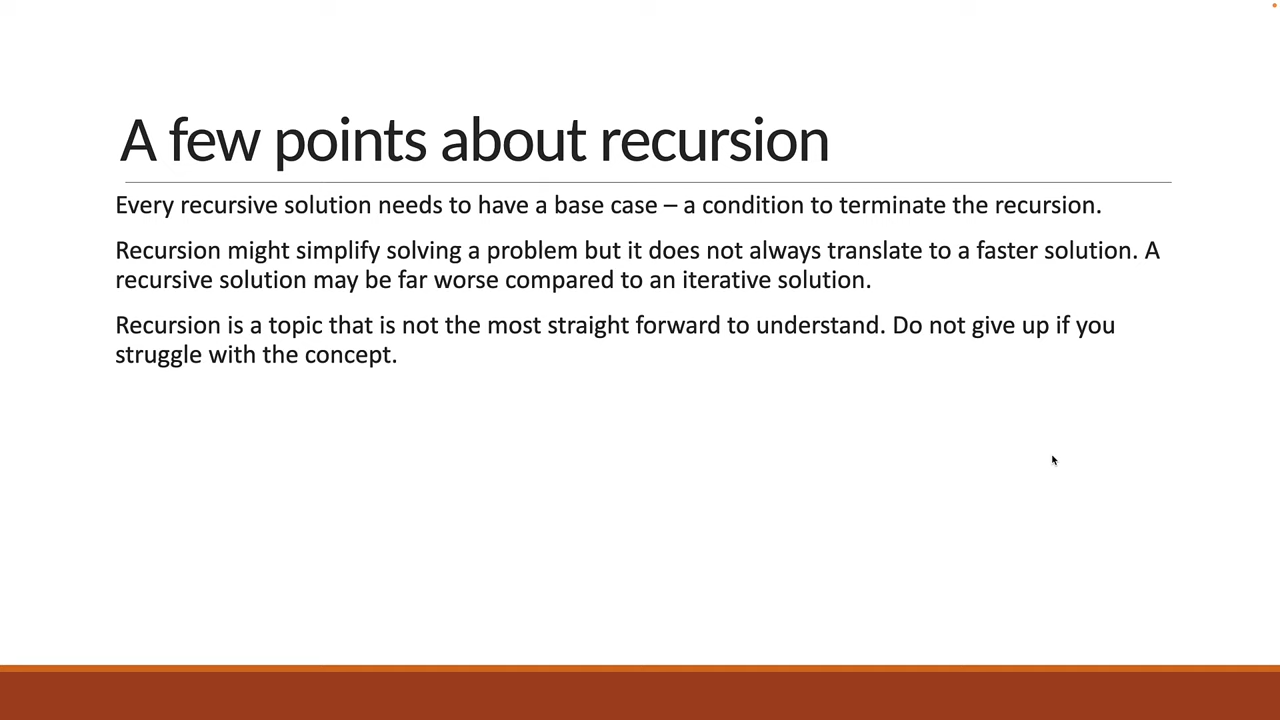 A few points about recursion
Every recursive solution needs to have a base case – a condition to terminate the recursion.
Recursion might simplify solving a problem but it does not always translate to a faster solution. A
recursive solution may be far worse compared to an iterative solution.
Recursion is a topic that is not the most straight forward to understand. Do not give up if you
struggle with the concept.